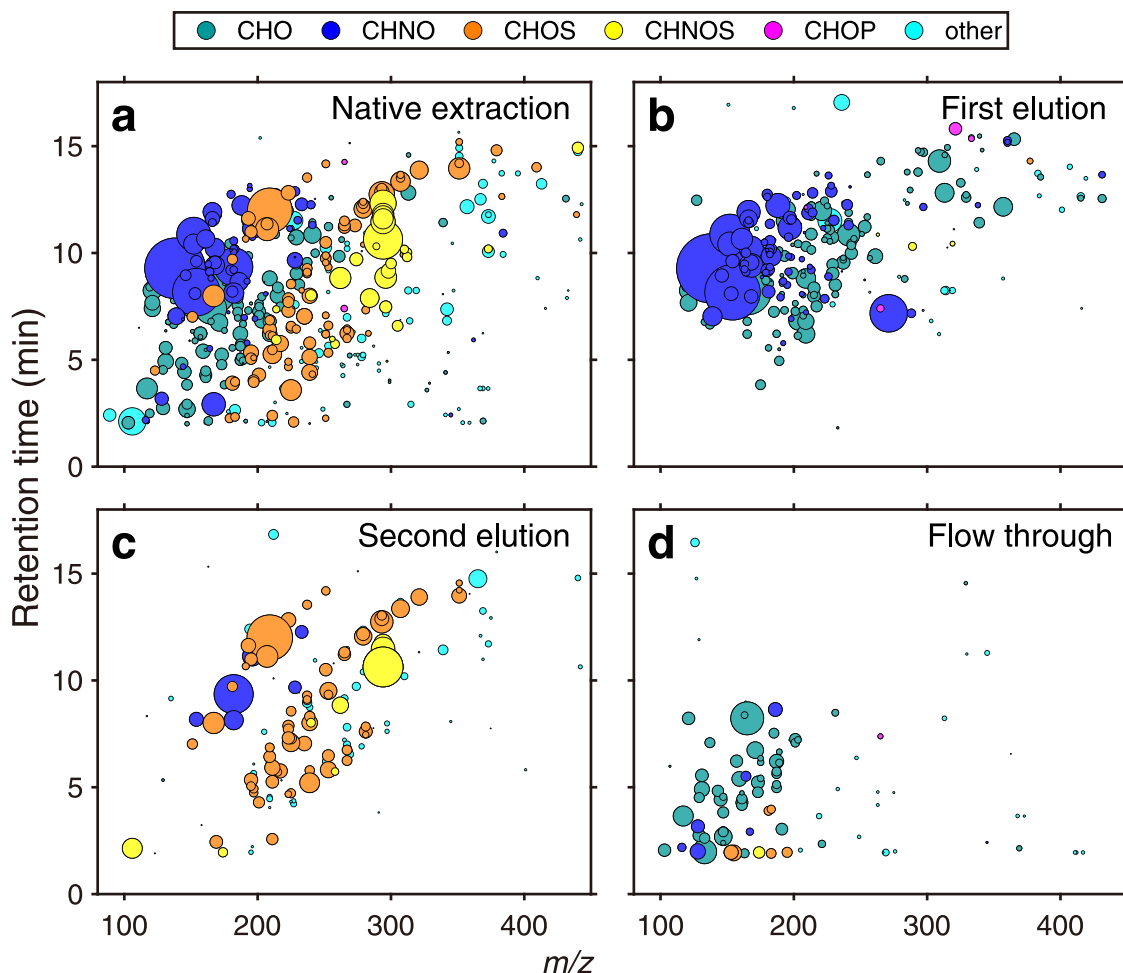 CHO CHNO CHOS CHNOS CHOP other
a Native extraction
b First elution
15
10
5
0
c Second elution
d Flow through
15
10
5
0
Retention time (min)
100 200 300 400
100 200 300 400
m/z